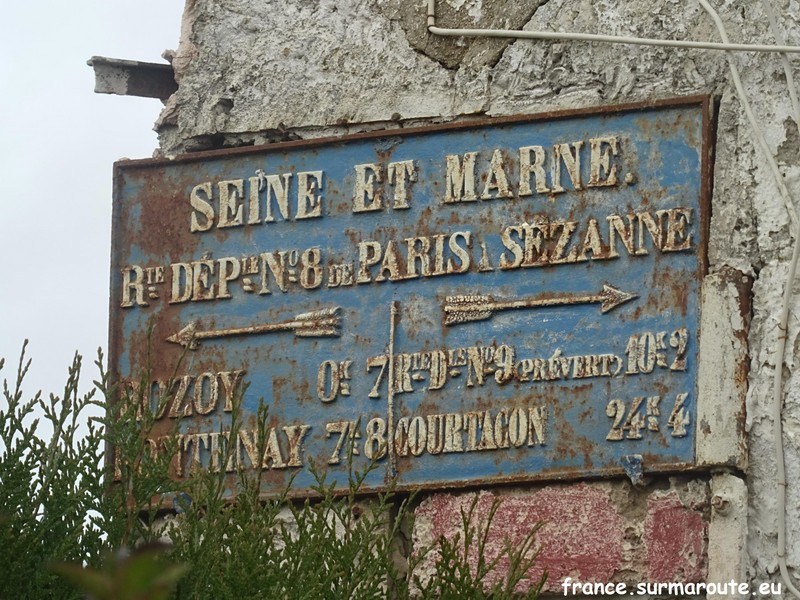 SEINE ET MARNE.
RTE DÉPLE NO 8 DE PARIS À SÉZANNE
ROZOY 0K 7
FONTENAY 7K 8
RTE DLE NO 9 (PRÉVERT) 10K 2
COURTACON 24K 4
france.surmaroute.eu